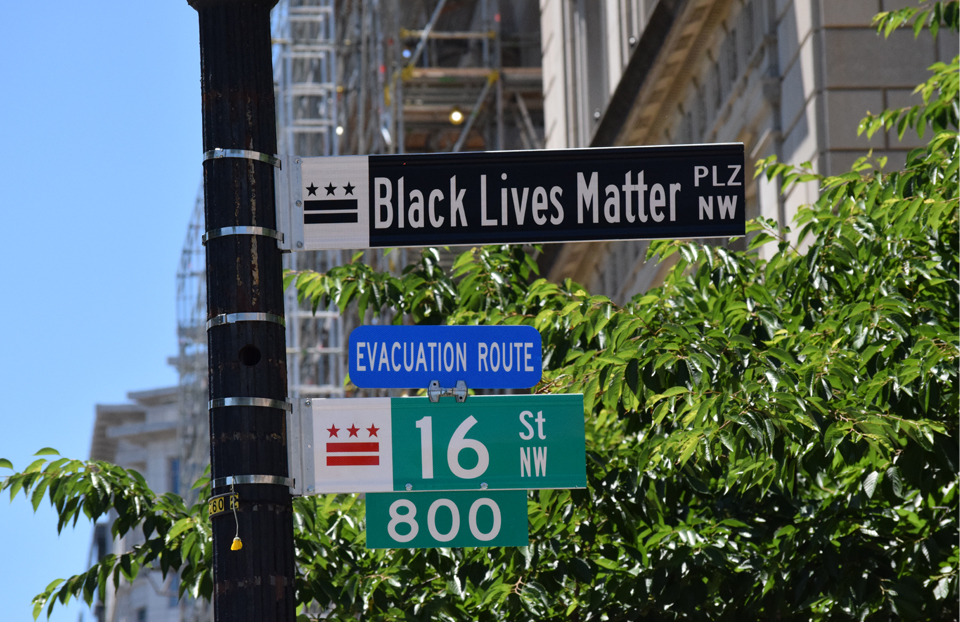 Black Lives Matter PLZ NW
EVACUATION ROUTE
16 St NW
800